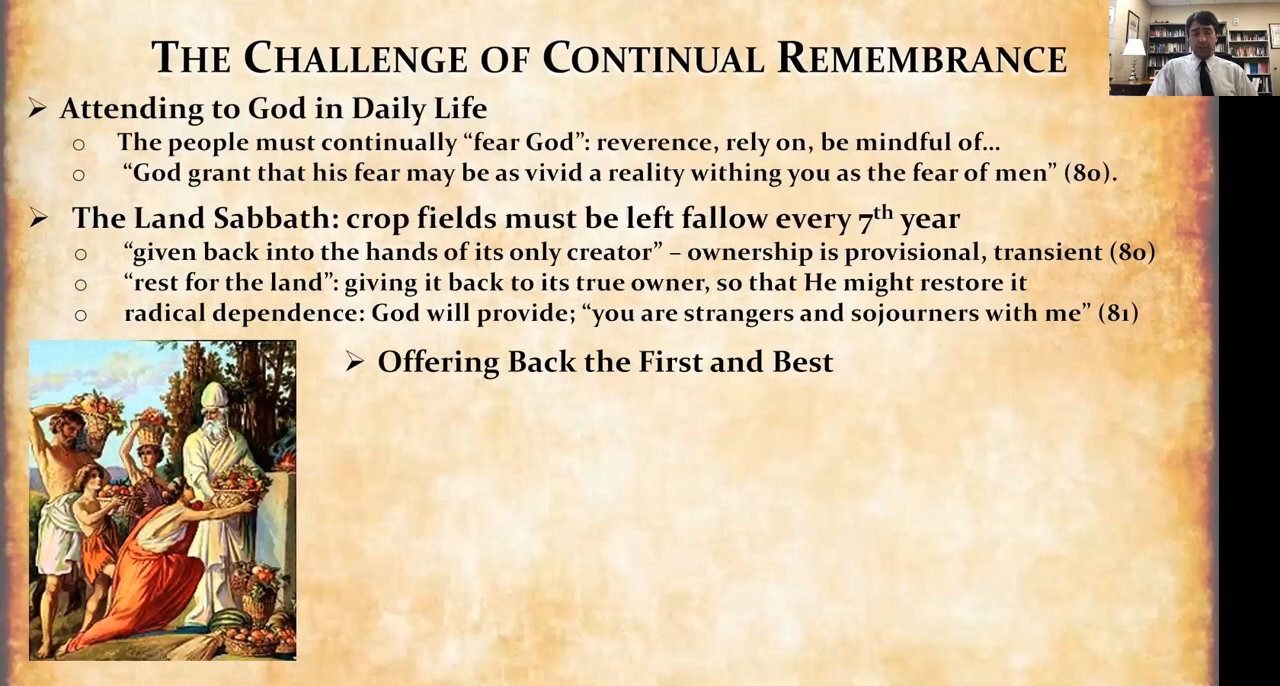 THE CHALLENGE OF CONTINUAL REMEMBRANCE
➢ Attending to God in Daily Life
○ The people must continually “fear God”: reverence, rely on, be mindful of…
○ “God grant that his fear may be as vivid a reality withing you as the fear of men” (80).
➢ The Land Sabbath: crop fields must be left fallow every 7th year
○ “given back into the hands of its only creator” – ownership is provisional, transient (80)
○ “rest for the land”: giving it back to its true owner, so that He might restore it
○ radical dependence: God will provide; “you are strangers and sojourners with me” (81)
➢ Offering Back the First and Best